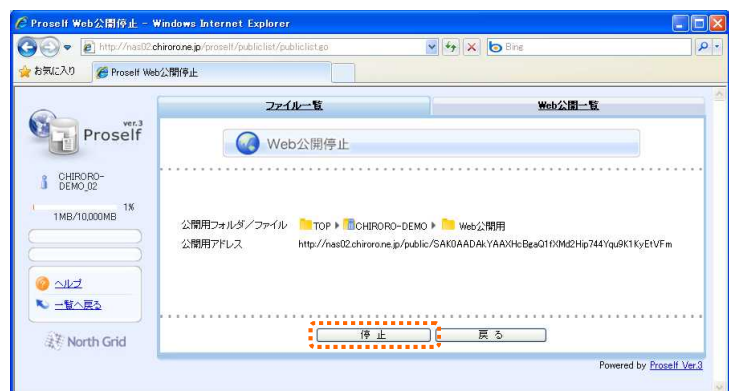 Proself Web公開停止 - Windows Internet Explorer
http://nas02.chiroro.ne.jp/proself/publiclist/publiclist.go
Bing
お気に入り
Proself Web公開停止
ファイル一覧
Web公開一覧
ver.3
Proself
Web公開停止
CHIRORO-
DEMO_02
1%
1MB/10,000MB
公開用フォルダ/ファイル TOP CHIRORO-DEMO Web公開用
公開用アドレス http://nas02.chiroro.ne.jp/public/SAK0AADAkYAAXHcBgaQ1fXMd2Hip744Yqu9K1KyEtVFm
ヘルプ
一覧へ戻る
停止
戻る
North Grid
Powered by Proself Ver.3